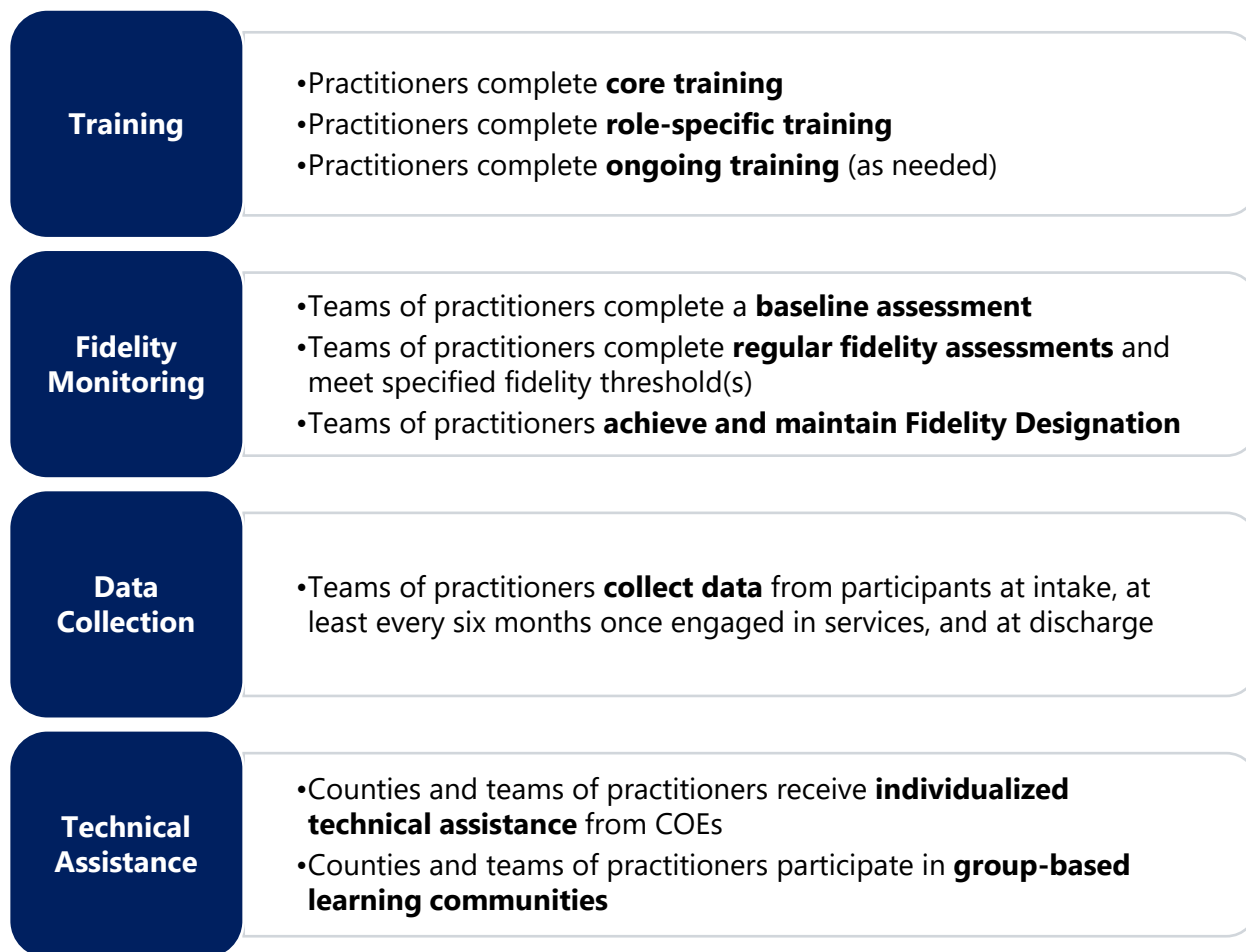 Training
•Practitioners complete core training
•Practitioners complete role-specific training
•Practitioners complete ongoing training (as needed)
Fidelity
Monitoring
•Teams of practitioners complete a baseline assessment
•Teams of practitioners complete regular fidelity assessments and
meet specified fidelity threshold(s)
•Teams of practitioners achieve and maintain Fidelity Designation
Data
Collection
•Teams of practitioners collect data from participants at intake, at
least every six months once engaged in services, and at discharge
Technical
Assistance
•Counties and teams of practitioners receive individualized
technical assistance from COEs
•Counties and teams of practitioners participate in group-based
learning communities